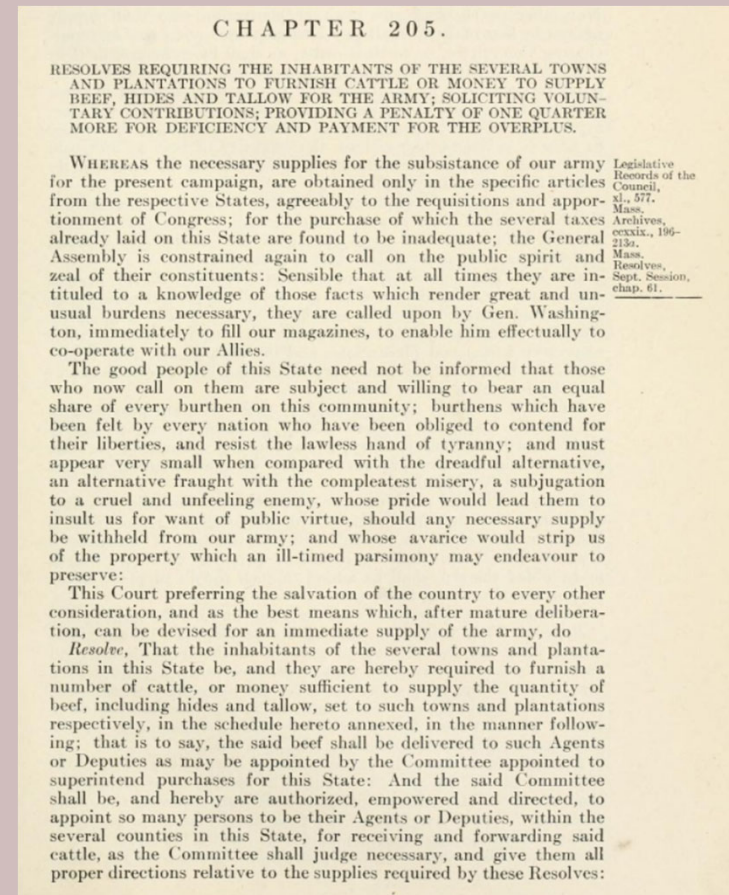 CHAPTER 205.
RESOLVES REQUIRING THE INHABITANTS OF THE SEVERAL TOWNS
AND PLANTATIONS TO FURNISH CATTLE OR MONEY TO SUPPLY
BEEF, HIDES AND TALLOW FOR THE ARMY; SOLICITING VOLUN-
TARY CONTRIBUTIONS; PROVIDING A PENALTY OF ONE QUARTER
MORE FOR DEFICIENCY AND PAYMENT FOR THE OVERPLUS.
WHEREAS the necessary supplies for the subsistance of our army
for the present campaign, are obtained only in the specific articles
from the respective States, agreeably to the requisitions and appor-
tionment of Congress; for the purchase of which the several taxes
already laid on this State are found to be inadequate; the General
Assembly is constrained again to call on the public spirit and
zeal of their constituents: Sensible that at all times they are in-
tituled to a knowledge of those facts which render great and un-
usual burdens necessary, they are called upon by Gen. Washing-
ton, immediately to fill our magazines, to enable him effectually to
co-operate with our Allies.
The good people of this State need not be informed that those
who now call on them are subject and willing to bear an equal
share of every burthen on this community; burthens which have
been felt by every nation who have been obliged to contend for
their liberties, and resist the lawless hand of tyranny; and must
appear very small when compared with the dreadful alternative,
an alternative fraught with the compleatest misery, a subjugation
to a cruel and unfeeling enemy, whose pride would lead them to
insult us for want of public virtue, should any necessary supply
be withheld from our army; and whose avarice would strip us
of the property which an ill-timed parsimony may endeavour to
preserve:
This Court preferring the salvation of the country to every other
consideration, and as the best means which, after mature delibera-
tion, can be devised for an immediate supply of the army, do
Resolve, That the inhabitants of the several towns and planta-
tions in this State be, and they are hereby required to furnish a
number of cattle, or money sufficient to supply the quantity of
beef, including hides and tallow, set to such towns and plantations
respectively, in the schedule hereto annexed, in the manner follow-
ing; that is to say, the said beef shall be delivered to such Agents
or Deputies as may be appointed by the Committee appointed to
superintend purchases for this State: And the said Committee
shall be, and hereby are authorized, empowered and directed, to
appoint so many persons to be their Agents or Deputies, within the
several counties in this State, for receiving and forwarding said
cattle, as the Committee shall judge necessary, and give them all
proper directions relative to the supplies required by these Resolves:
Legislative
Records of the
Council,
xl., 577.
Mass.
Archives,
ccxxix., 196-
213a.
Mass.
Resolves,
Sept. Session,
chap. 61.